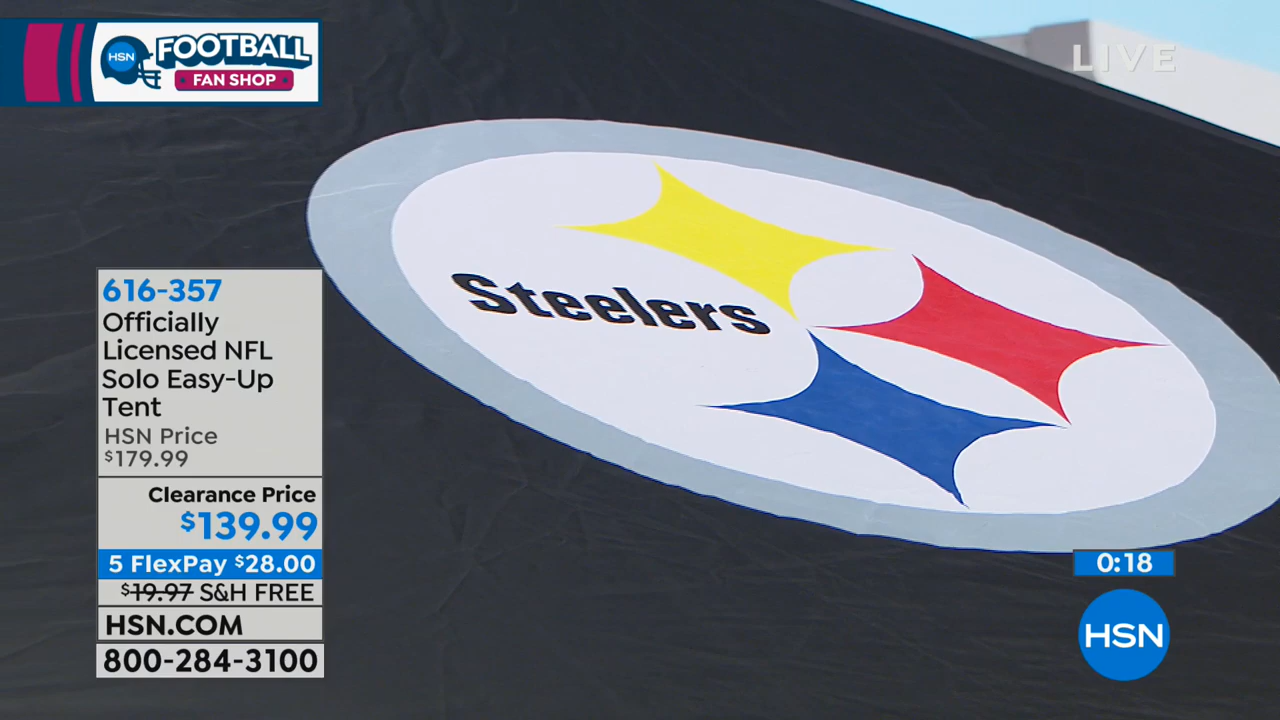 HSN
FOOTBALL
FAN SHOP
LIVE
Steelers
616-357
Officially
Licensed NFL
Solo Easy-Up
Tent
HSN Price
$179.99
Clearance Price
$139.99
5 FlexPay $28.00
$19.97 S&H FREE
HSN.COM
800-284-3100
0:18
HSN